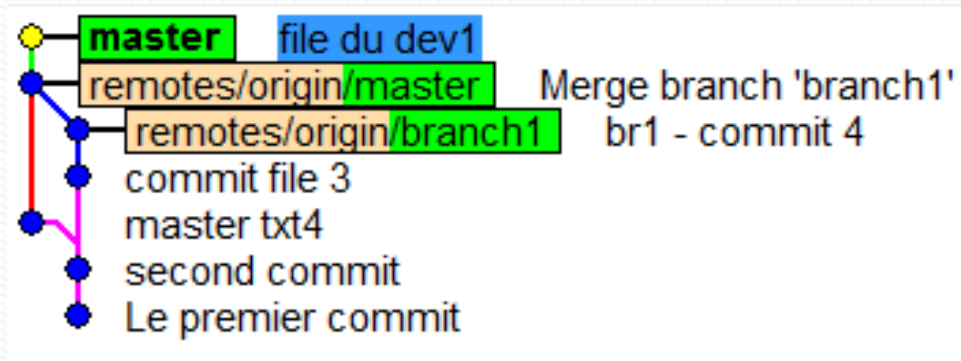 master file du dev1
remotes/origin/master Merge branch 'branch1'
remotes/origin/branch1 br1 - commit 4
commit file 3
master txt4
second commit
Le premier commit